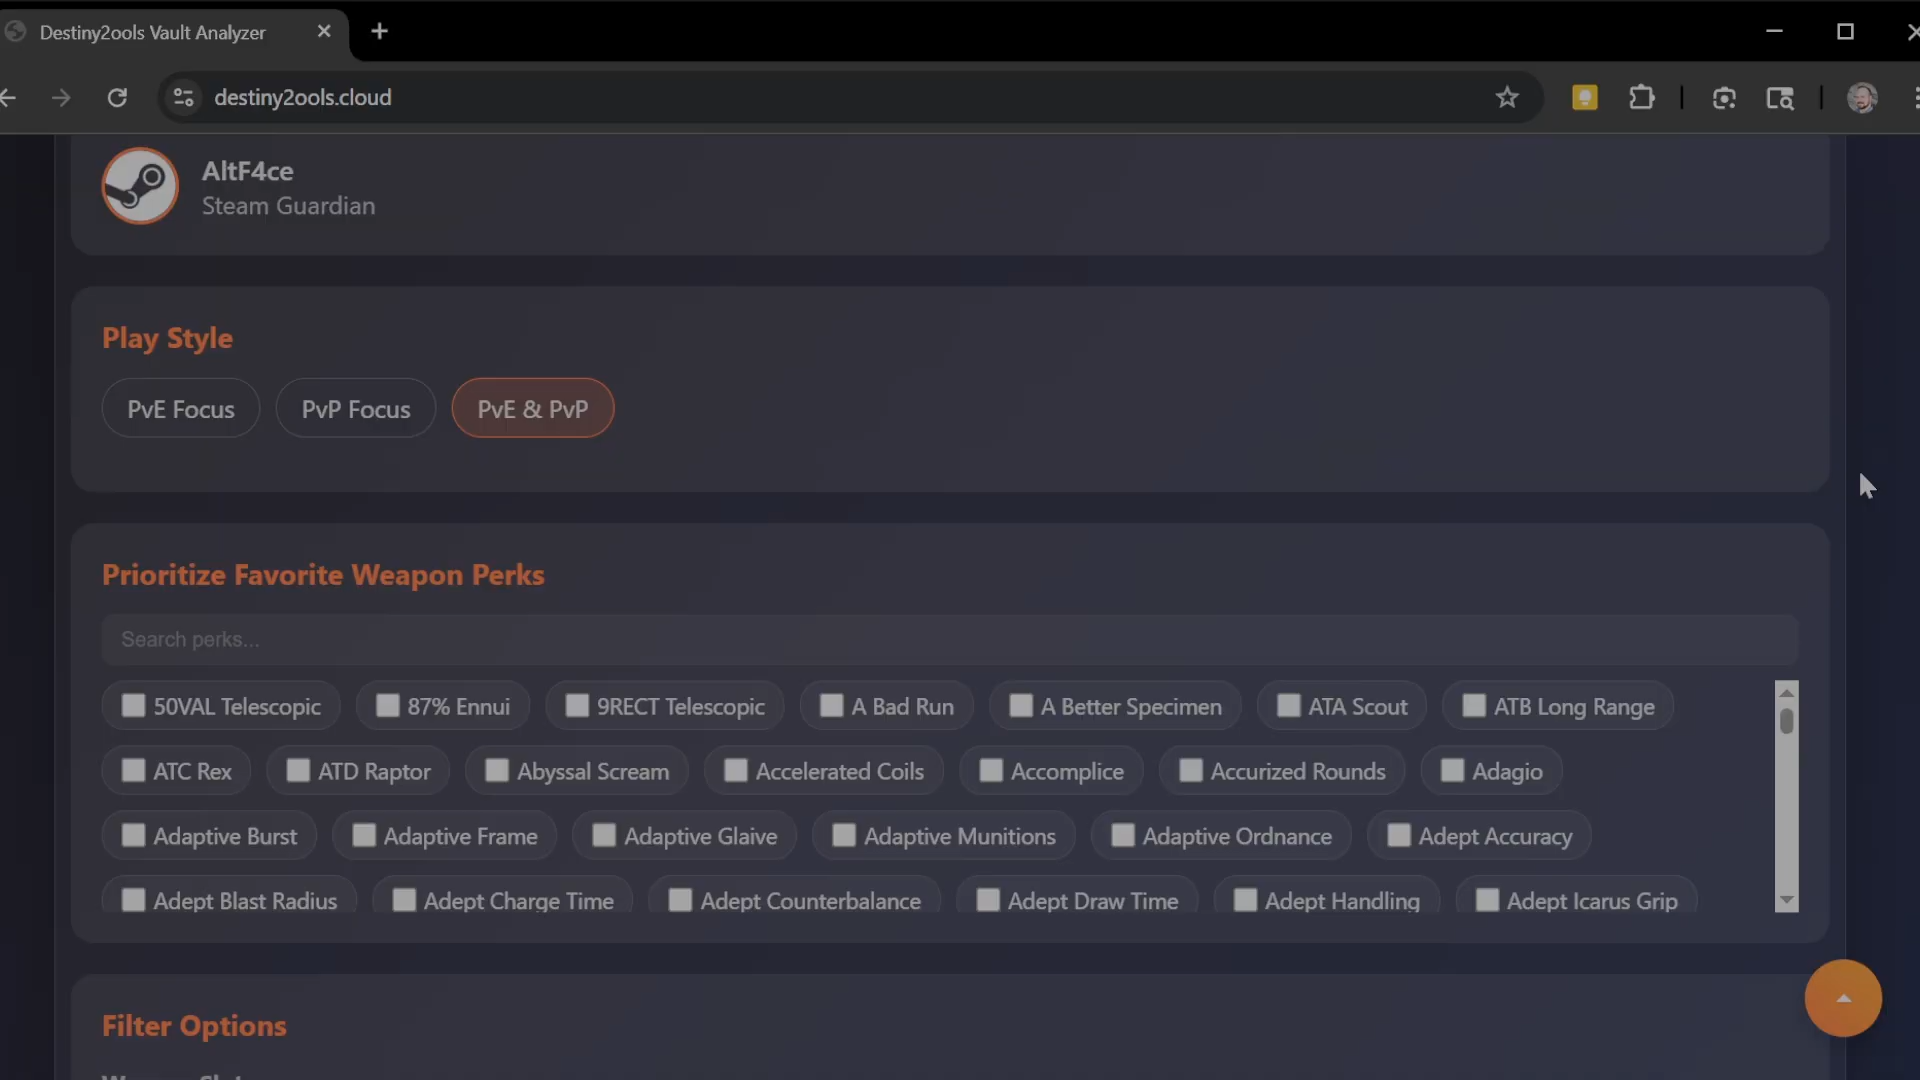 Destiny2ools Vault Analyzer
destiny2ools.cloud
AltF4ce
Steam Guardian
Play Style
PvE Focus PvP Focus PvE & PvP
Prioritize Favorite Weapon Perks
Search perks...
50VAL Telescopic 87% Ennui 9RECT Telescopic A Bad Run A Better Specimen ATA Scout ATB Long Range
ATC Rex ATD Raptor Abyssal Scream Accelerated Coils Accomplice Accurized Rounds Adagio
Adaptive Burst Adaptive Frame Adaptive Glaive Adaptive Munitions Adaptive Ordnance Adept Accuracy
Adept Blast Radius Adept Charge Time Adept Counterbalance Adept Draw Time Adept Handling Adept Icarus Grip
Filter Options